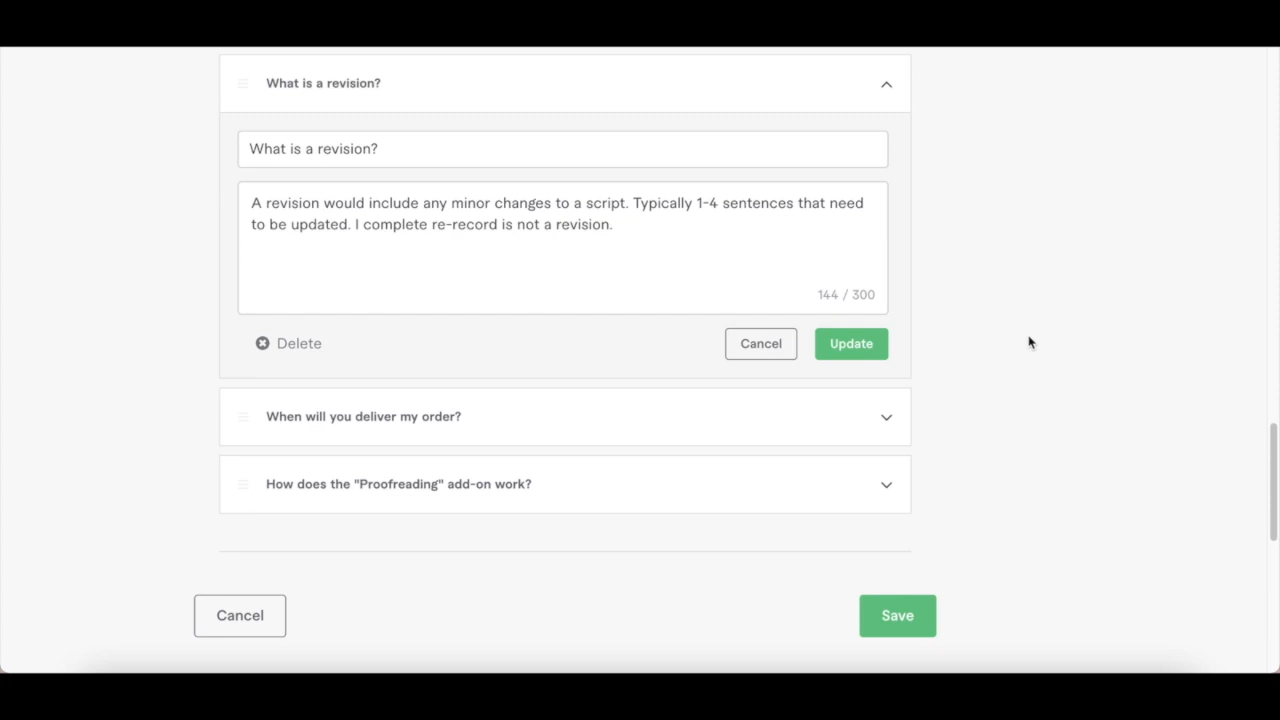 What is a revision?
What is a revision?
A revision would include any minor changes to a script. Typically 1-4 sentences that need
to be updated. I complete re-record is not a revision.
144 / 300
Delete
Cancel
Update
When will you deliver my order?
How does the "Proofreading" add-on work?
Cancel
Save